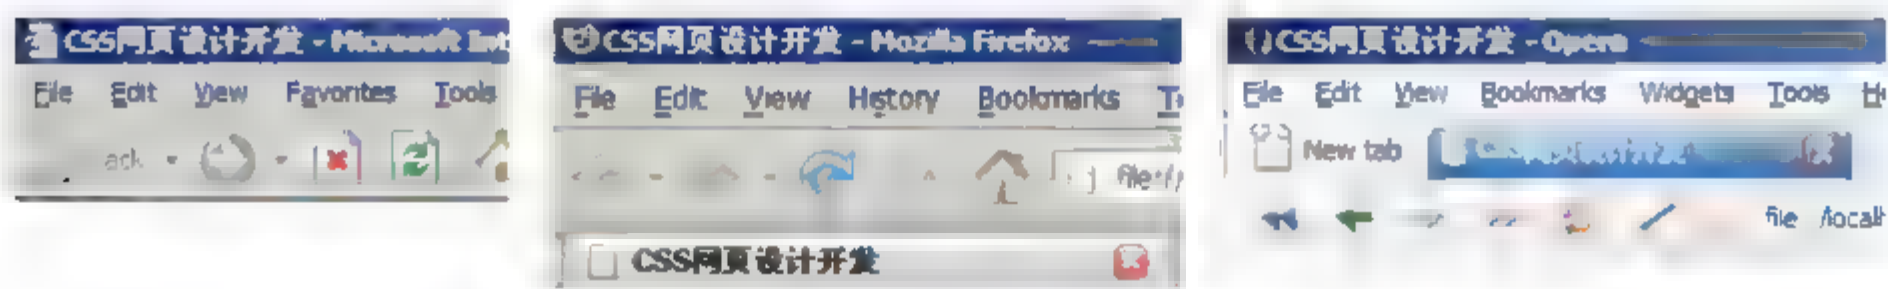 CSS网页设计开发 - Microsoft Int
File Edit View Favorites Tools
ack
CSS网页设计开发 - Mozilla Firefox
File Edit View History Bookmarks T
file:/
CSS网页设计开发
CSS网页设计开发 - Opera
File Edit View Bookmarks Widgets Tools H
New tab
file /localh